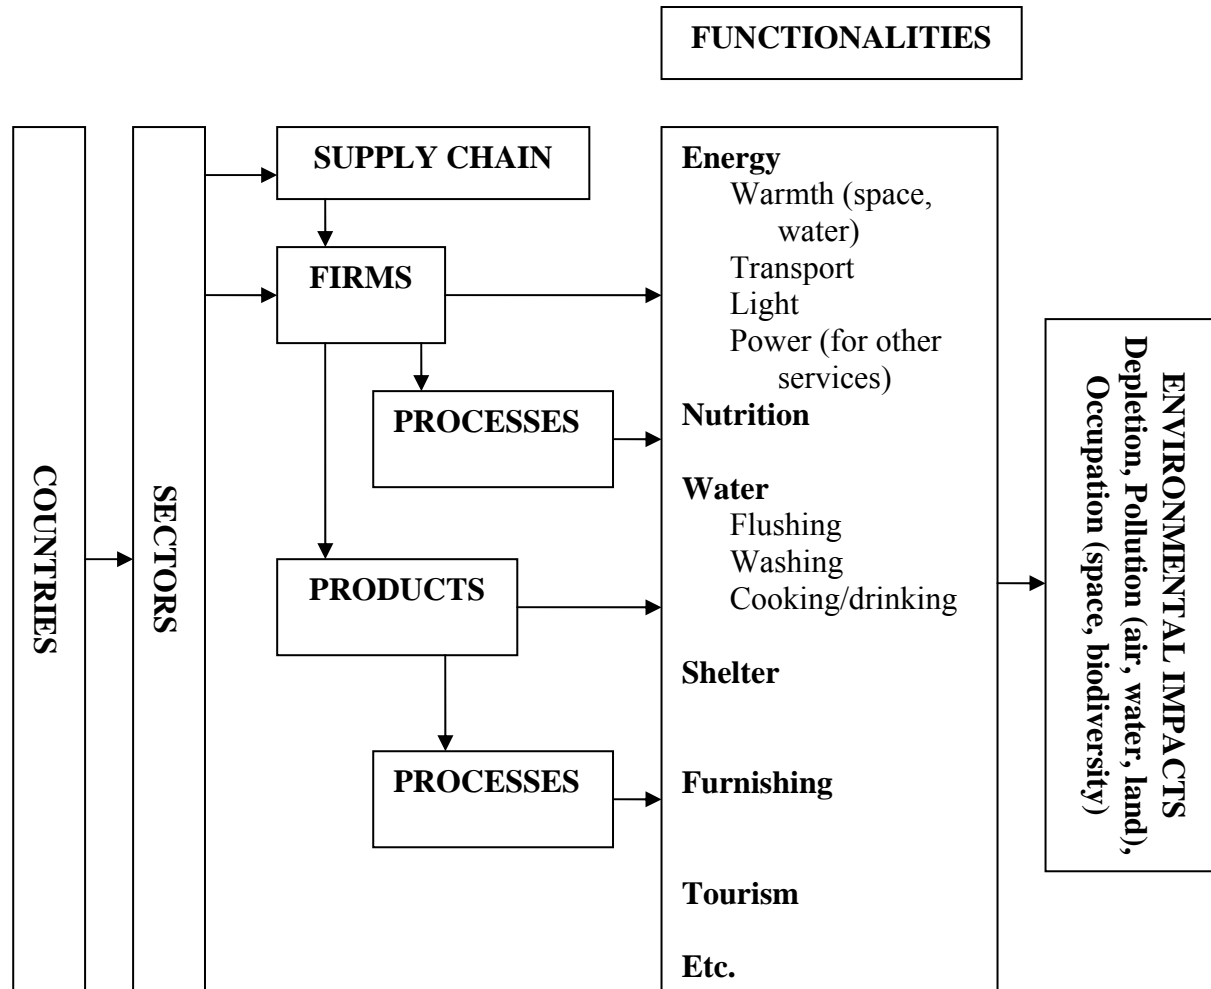 FUNCTIONALITIES
COUNTRIES
SECTORS
SUPPLY CHAIN
FIRMS
PROCESSES
PRODUCTS
PROCESSES
Energy
Warmth (space,
water)
Transport
Light
Power (for other
services)
Nutrition
Water
Flushing
Washing
Cooking/drinking
Shelter
Furnishing
Tourism
Etc.
ENVIRONMENTAL IMPACTS
Depletion, Pollution (air, water, land),
Occupation (space, biodiversity)